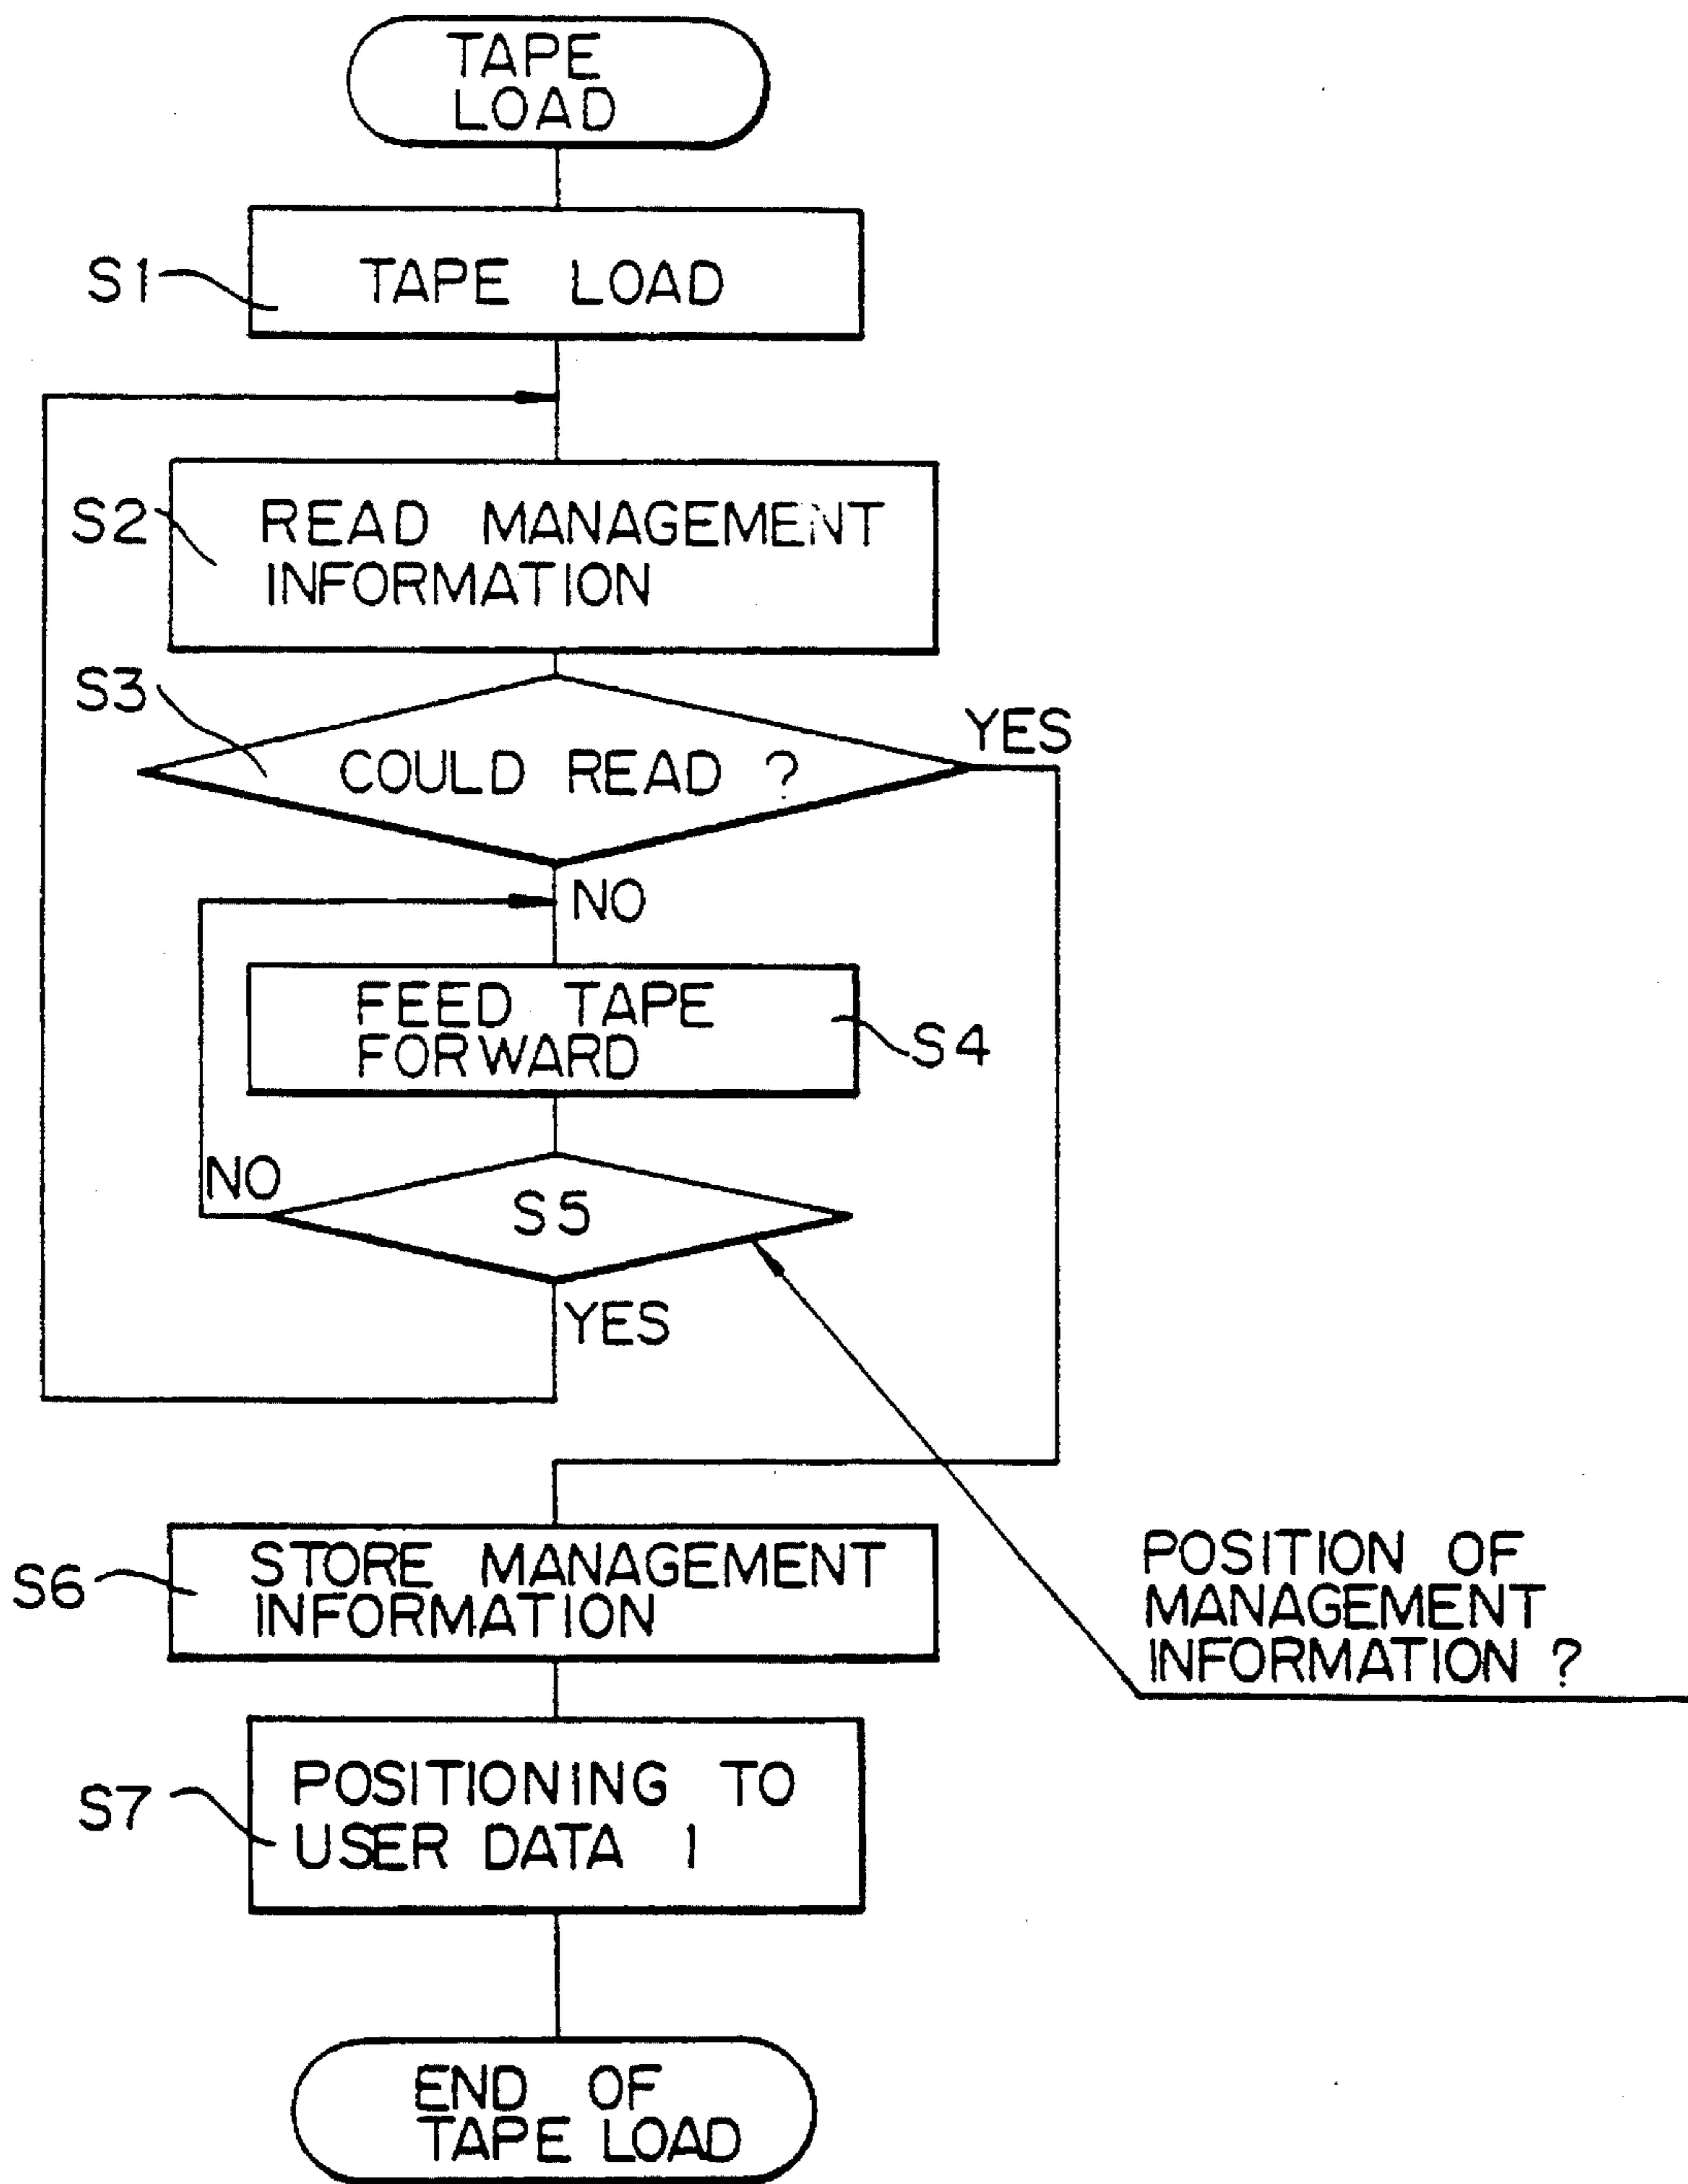 TAPE
LOAD
S1
TAPE LOAD
S2
READ MANAGEMENT
INFORMATION
S3
COULD READ ?
YES
NO
FEED TAPE
FORWARD
S4
NO
S5
YES
POSITION OF
MANAGEMENT
INFORMATION ?
S6
STORE MANAGEMENT
INFORMATION
S7
POSITIONING TO
USER DATA 1
END OF
TAPE LOAD